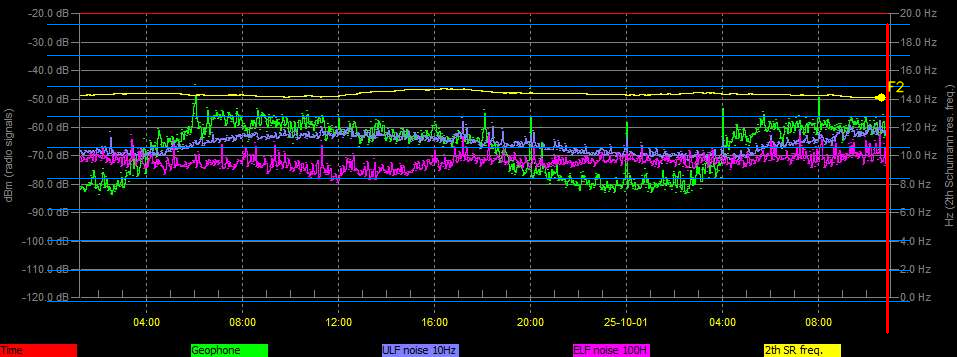 -20.0 dB
-30.0 dB
-40.0 dB
-50.0 dB
-60.0 dB
-70.0 dB
-80.0 dB
-90.0 dB
-100.0 dB
-110.0 dB
-120.0 dB
dBm (radio signals)
20.0 Hz
18.0 Hz
16.0 Hz
14.0 Hz
12.0 Hz
10.0 Hz
8.0 Hz
6.0 Hz
4.0 Hz
2.0 Hz
0.0 Hz
Hz (2th Schumann res. freq.)
F2
04:00 08:00 12:00 16:00 20:00 25-10-01 04:00 08:00
Time Geophone ULF noise 10Hz ELF noise 100H 2th SR freq.